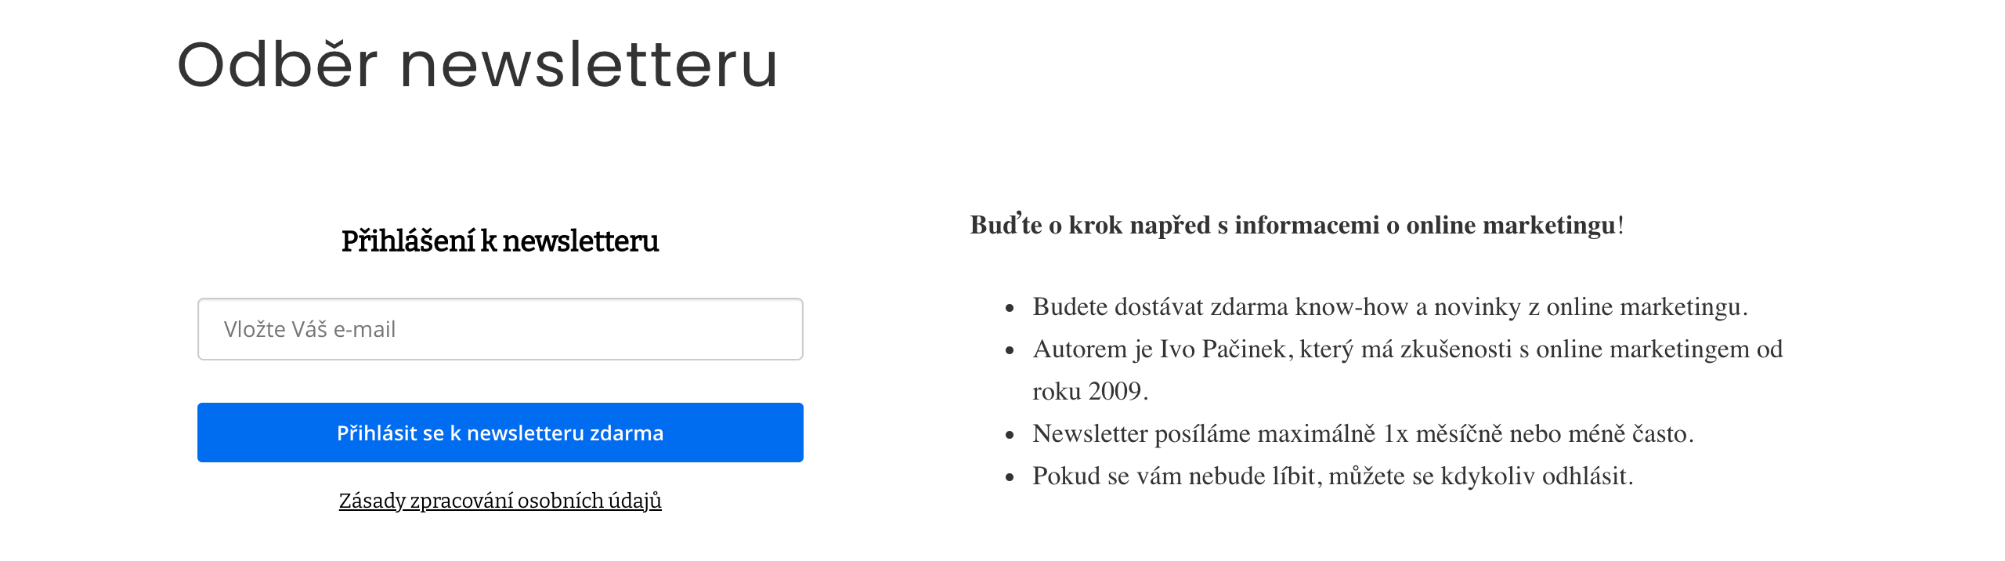 Odběr newsletteru
Přihlášení k newsletteru
Vložte Váš e-mail
Přihlásit se k newsletteru zdarma
Zásady zpracování osobních údajů
Buďte o krok napřed s informacemi o online marketingu!
• Budete dostávat zdarma know-how a novinky z online marketingu.
• Autorem je Ivo Pačinek, který má zkušenosti s online marketingem od
roku 2009.
• Newsletter posíláme maximálně 1x měsíčně nebo méně často.
• Pokud se vám nebude líbit, můžete se kdykoliv odhlásit.